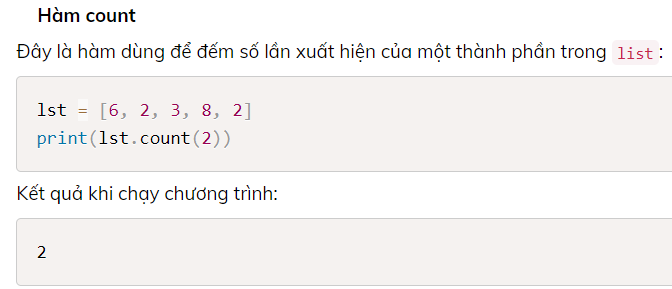 Hàm count
Đây là hàm dùng để đếm số lần xuất hiện của một thành phần trong list:
lst = [6, 2, 3, 8, 2]
print(lst.count(2))
Kết quả khi chạy chương trình:
2